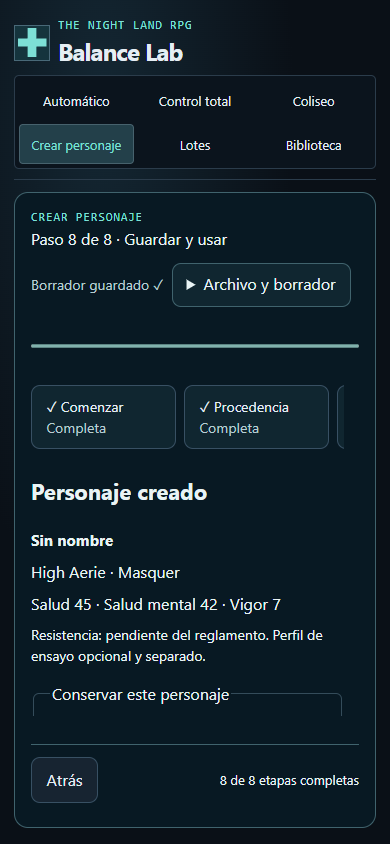 THE NIGHT LAND RPG
Balance Lab
Automático
Control total
Coliseo
Crear personaje
Lotes
Biblioteca
CREAR PERSONAJE
Paso 8 de 8 · Guardar y usar
Borrador guardado ✓
▶ Archivo y borrador
✓ Comenzar
Completa
✓ Procedencia
Completa
Personaje creado
Sin nombre
High Aerie · Masquer
Salud 45 · Salud mental 42 · Vigor 7
Resistencia: pendiente del reglamento. Perfil de
ensayo opcional y separado.
Conservar este personaje
Atrás
8 de 8 etapas completas